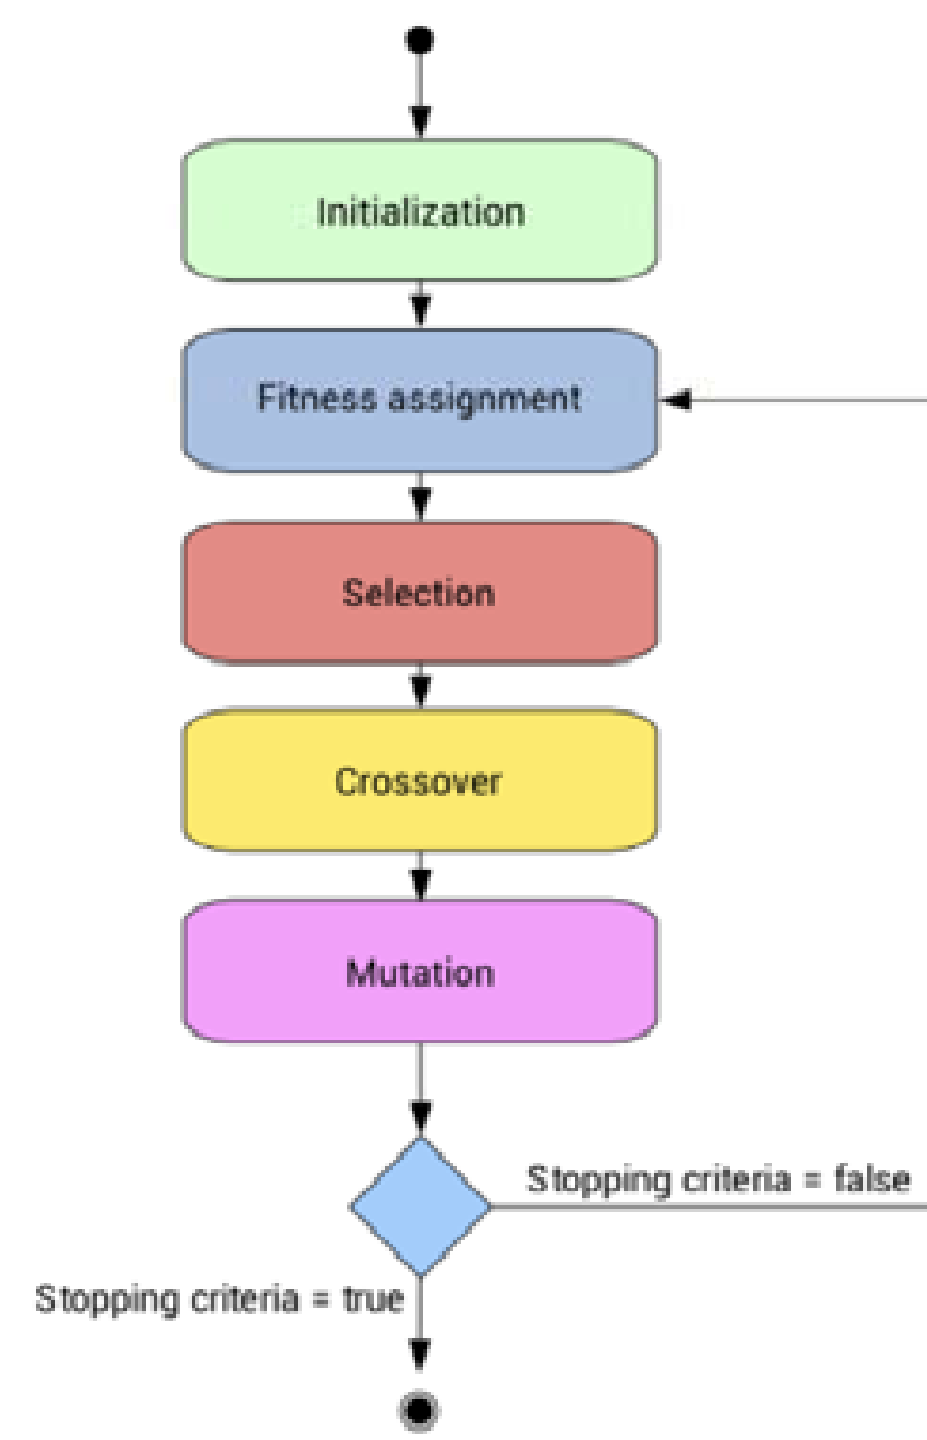 Initialization
Fitness assignment
Selection
Crossover
Mutation
Stopping criteria = false
Stopping criteria = true